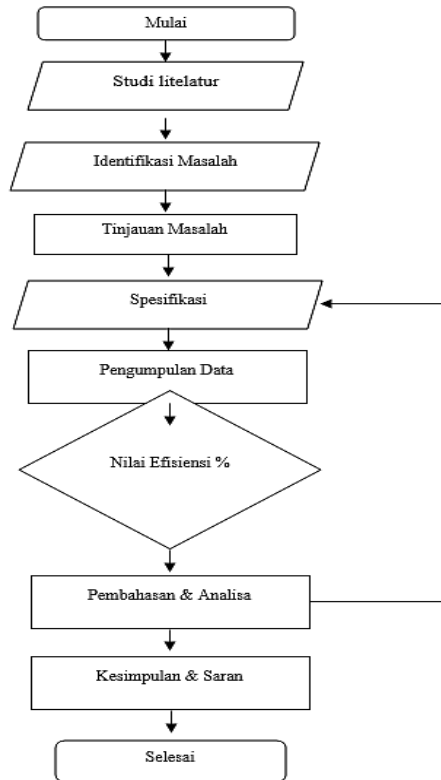 Mulai
Studi litelatur
Identifikasi Masalah
Tinjauan Masalah
Spesifikasi
Pengumpulan Data
Nilai Efisiensi %
Pembahasan & Analisa
Kesimpulan & Saran
Selesai